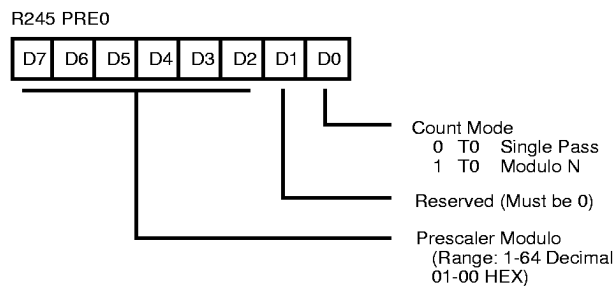 R245 PRE0
D7 D6 D5 D4 D3 D2 D1 D0
Count Mode
0 T0 Single Pass
1 T0 Modulo N
Reserved (Must be 0)
Prescaler Modulo
(Range: 1-64 Decimal
01-00 HEX)